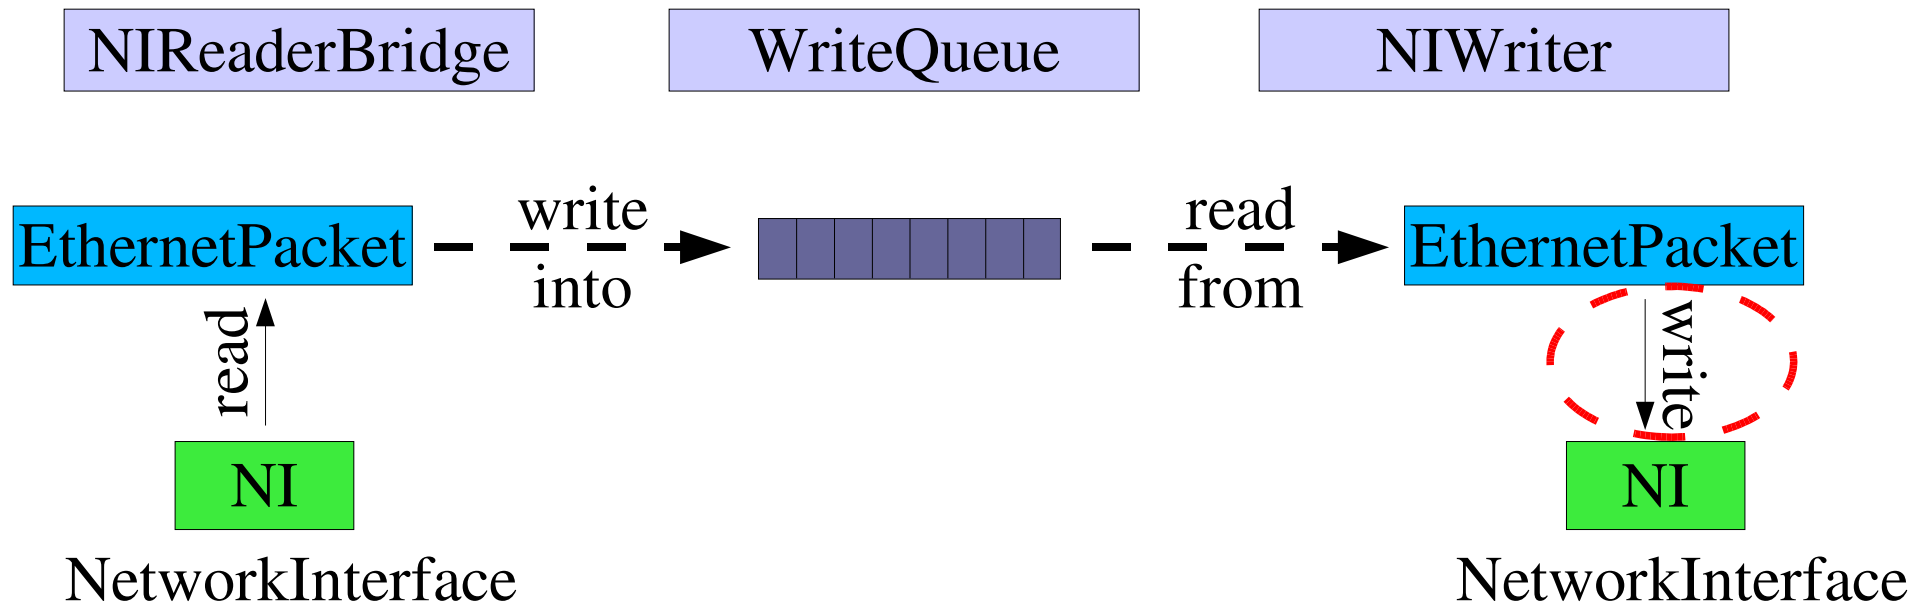 NIReaderBridge
WriteQueue
NIWriter
EthernetPacket
write
into
read
from
EthernetPacket
read
write
NI
NI
NetworkInterface
NetworkInterface